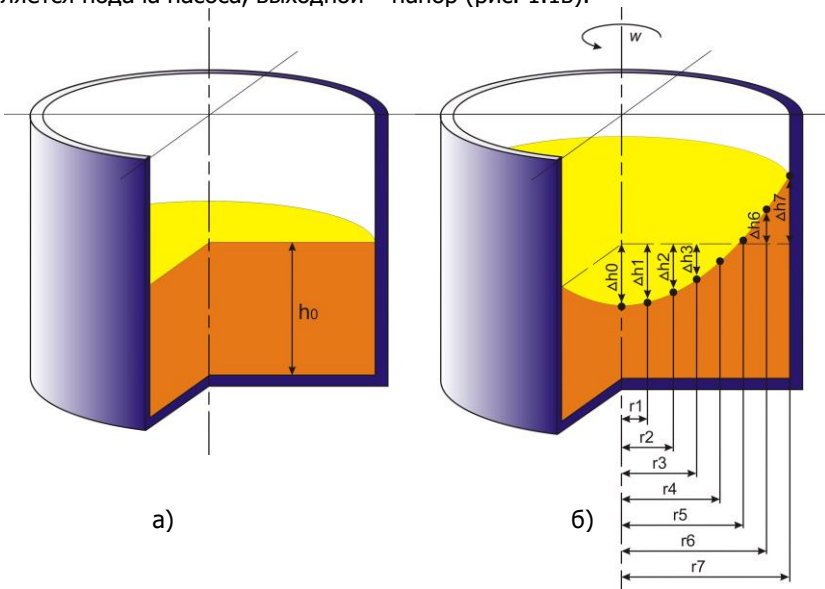 ляется подача насоса, выходной – напор (рис. 1.1в).
w
h0
Δh0
Δh1
Δh2
Δh3
Δh6
Δh7
r1
r2
r3
r4
r5
r6
r7
а)
б)